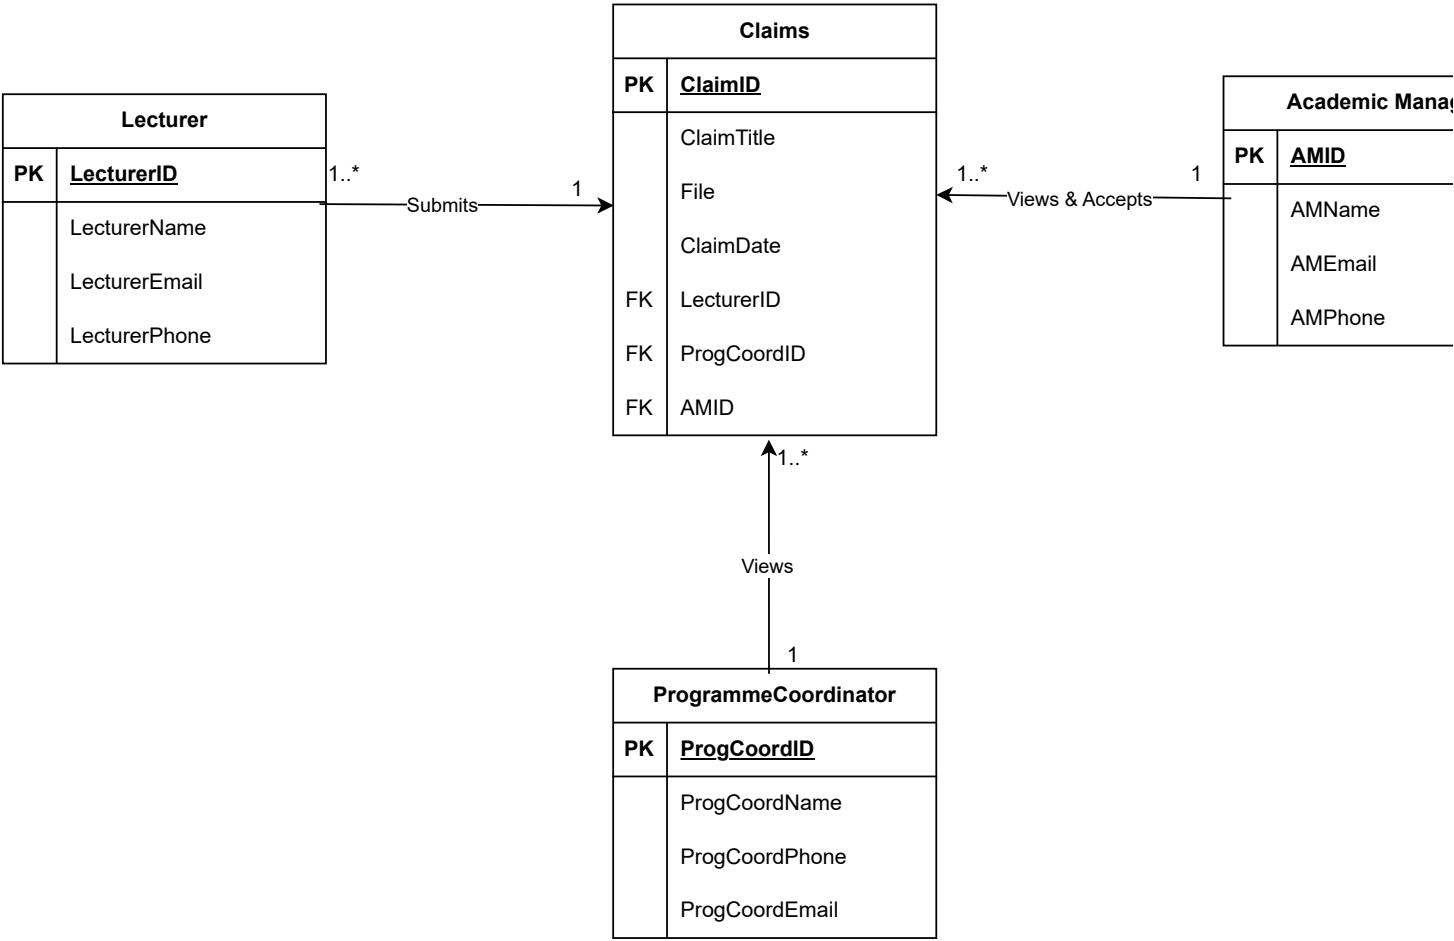 Lecturer
PK LecturerID
LecturerName
LecturerEmail
LecturerPhone
1..*
Submits
1
Claims
PK ClaimID
ClaimTitle
File
ClaimDate
FK LecturerID
FK ProgCoordID
FK AMID
1..*
Views & Accepts
1
Academic
PK AMID
AMName
AMEmail
AMPhone
1..*
Views
1
ProgrammeCoordinator
PK ProgCoordID
ProgCoordName
ProgCoordPhone
ProgCoordEmail